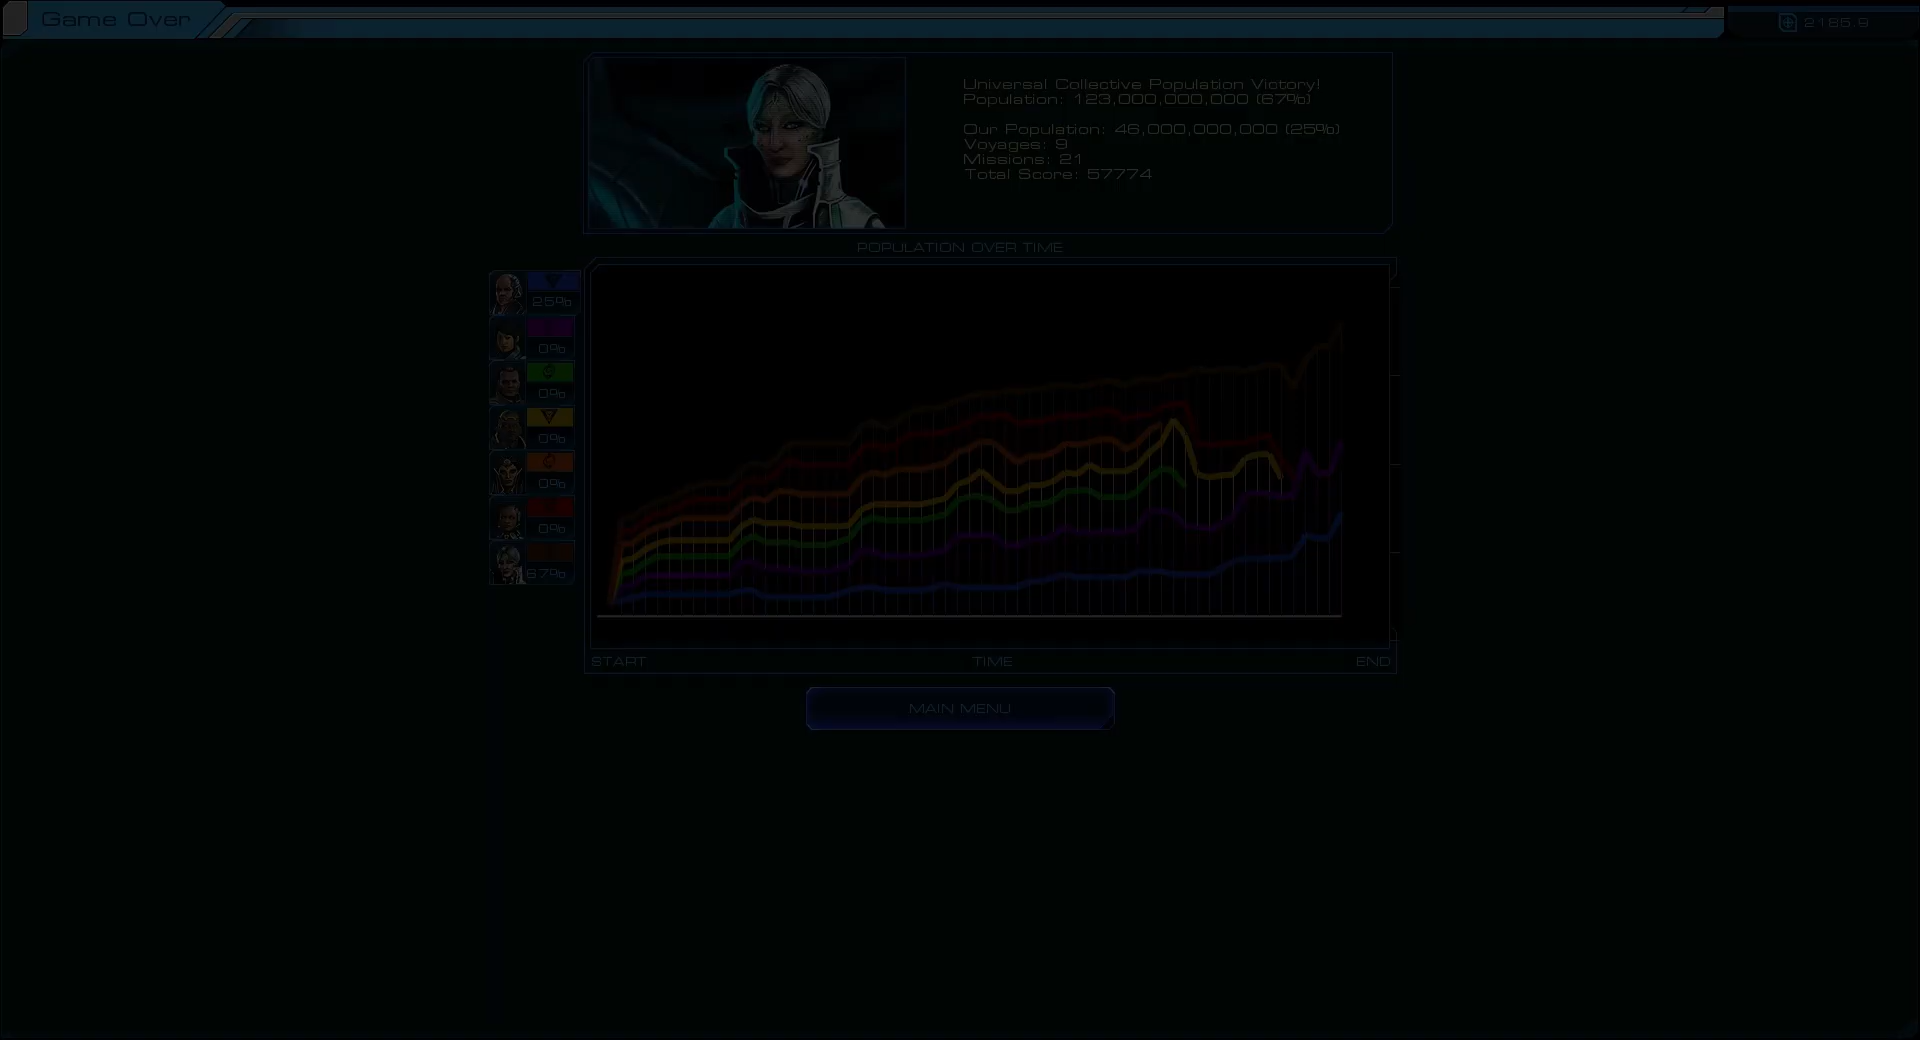 Game Over
2185.9
Universal Collective Population Victory!
Population: 123,000,000,000 (67%)
Our Population: 46,000,000,000 (25%)
Voyages: 9
Missions: 21
Total Score: 57774
POPULATION OVER TIME
25%
0%
0%
0%
0%
0%
67%
START
TIME
END
MAIN MENU